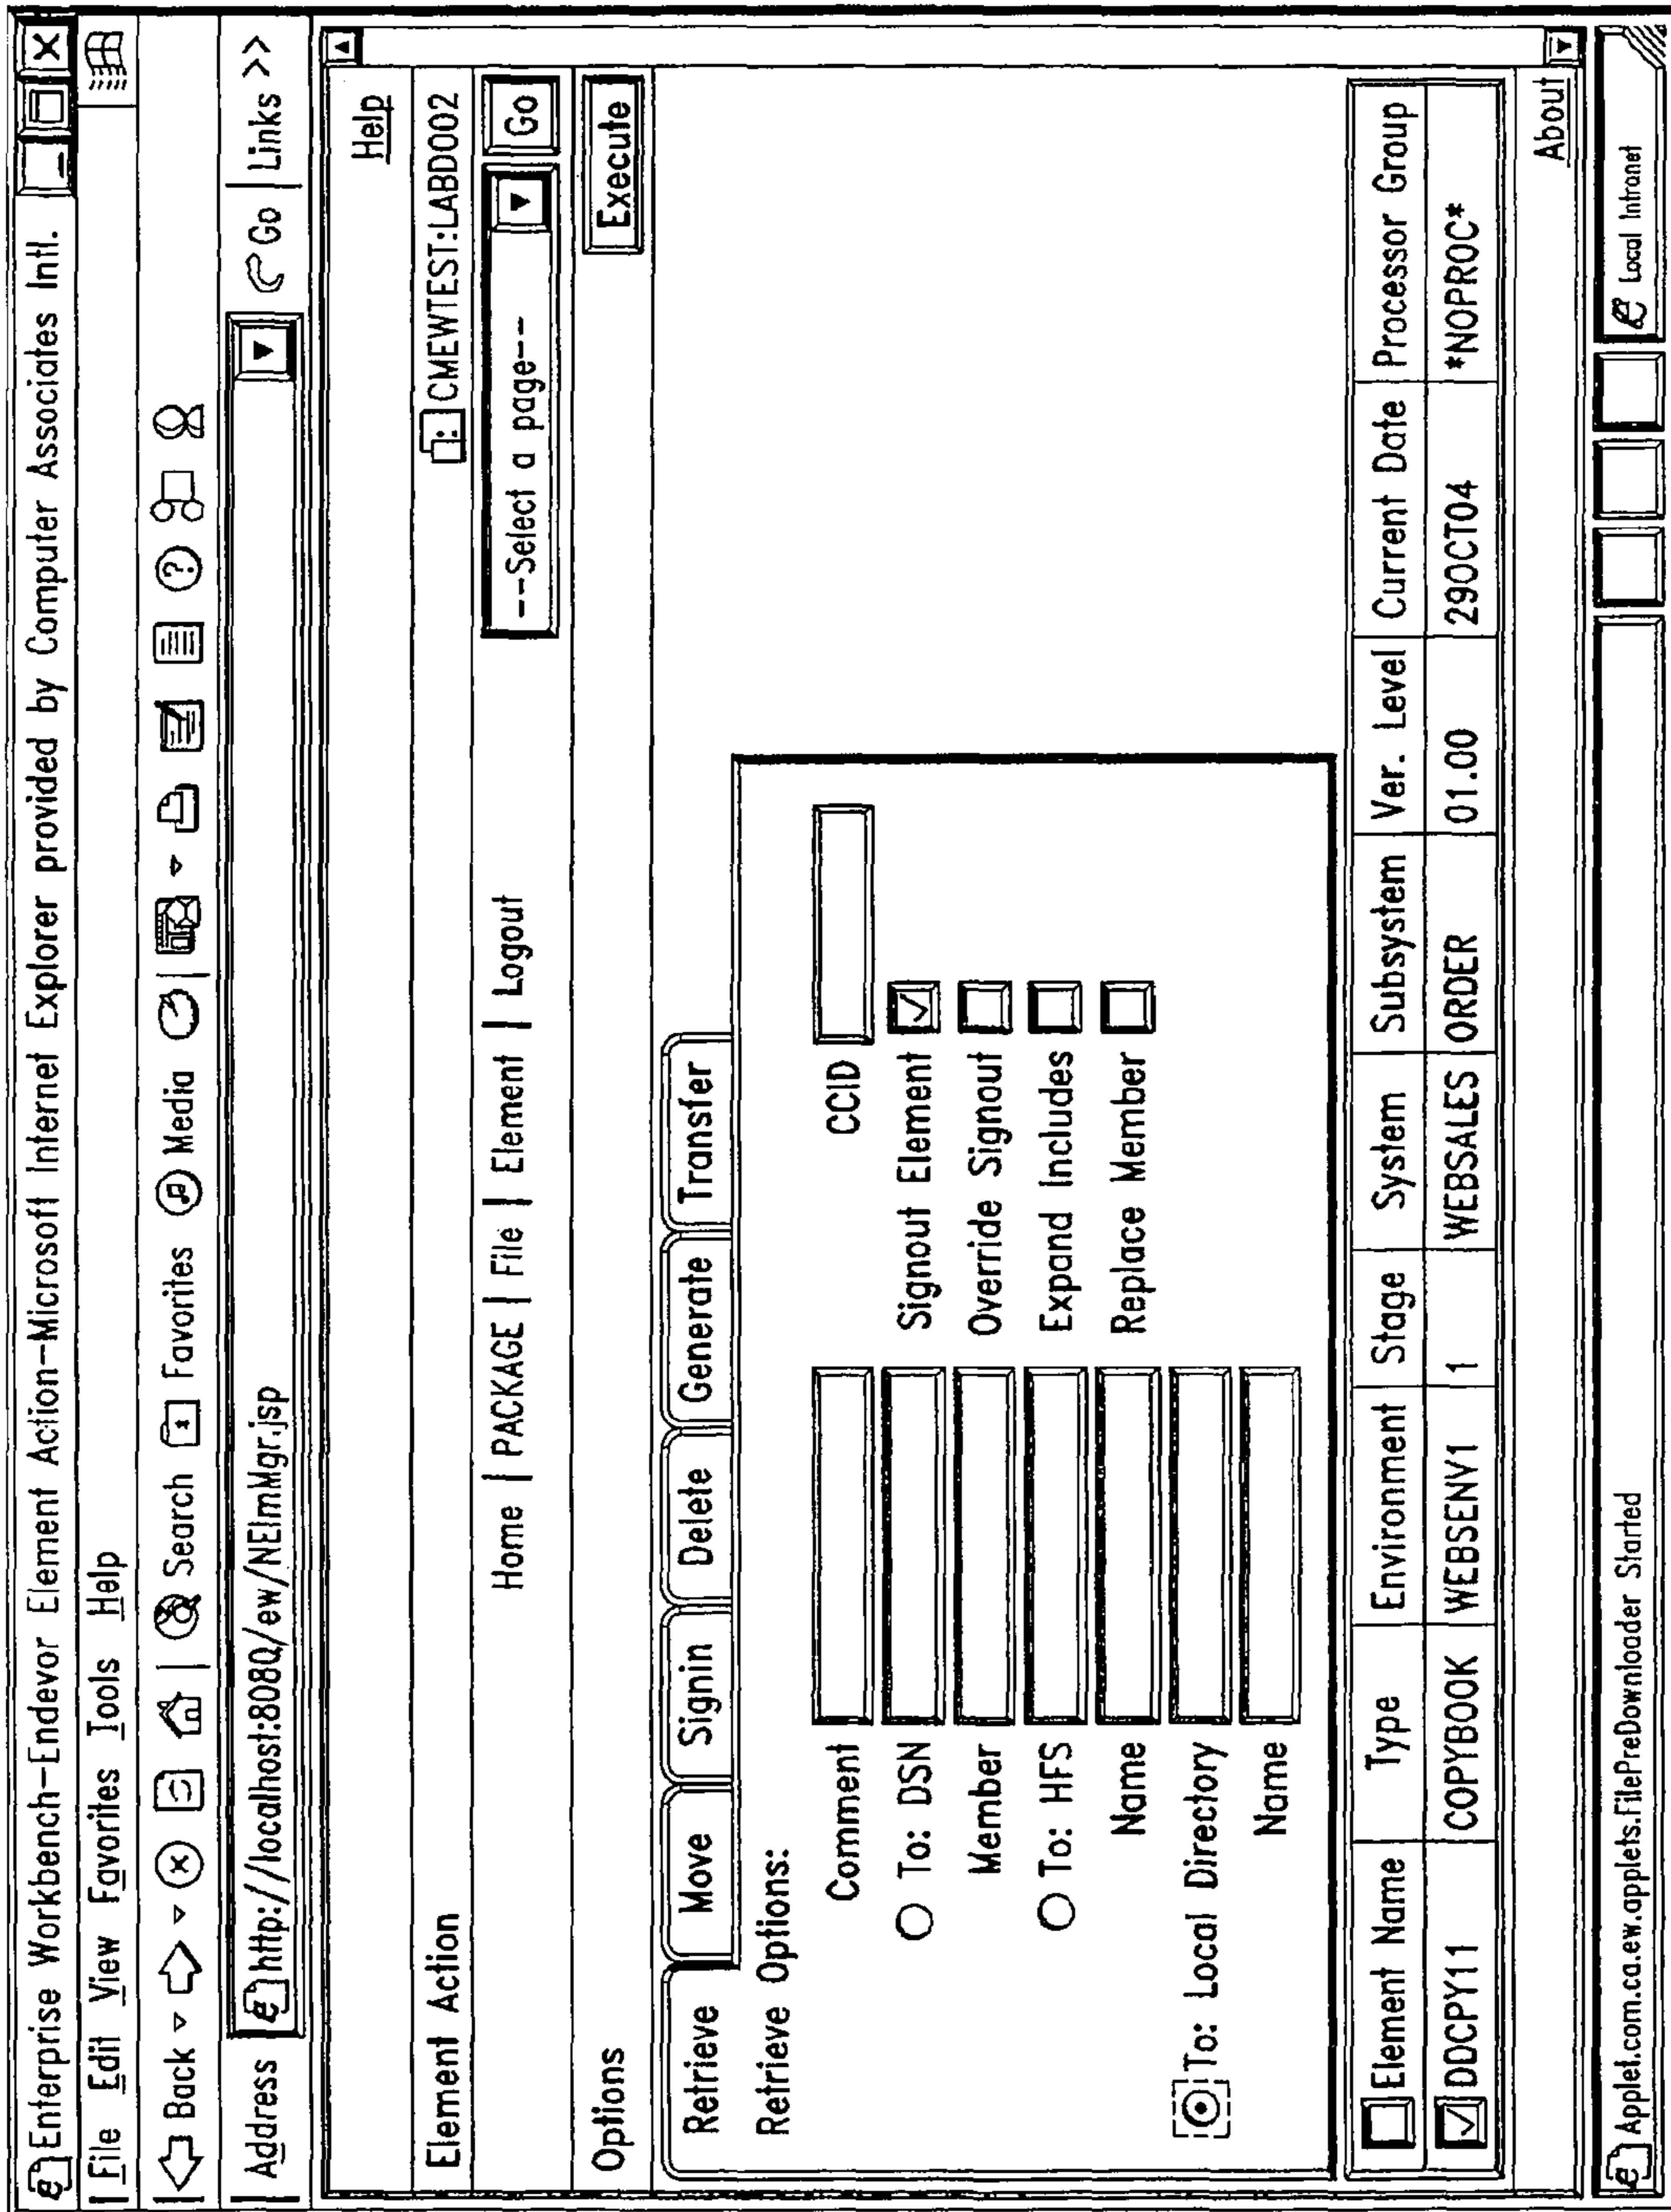 Enterprise Workbench-Endevor Element Action-Microsoft Internet Explorer provided by Computer Associates Intl.
File Edit View Favorites Tools Help
Back Search Favorites Media
Address http://localhost:8080/ew/NElmMgr.jsp Go Links >>
Help
Element Action CMEWTEST:LABD002
Home | PACKAGE | File | Element | Logout --Select a page-- Go
Options Execute
Retrieve Move Signin Delete Generate Transfer
Retrieve Options:
Comment CCID
To: DSN Signout Element
Member Override Signout
To: HFS Expand Includes
Name Replace Member
To: Local Directory
Name
Element Name Type Environment Stage System Subsystem Ver. Level Current Date Processor Group
DDCPY11 COPYBOOK WEBSENV1 1 WEBSALES ORDER 01.00 29OCT04 *NOPROC*
About
Applet.com.ca.ew.applets.FilePreDownloader Started Local Intranet